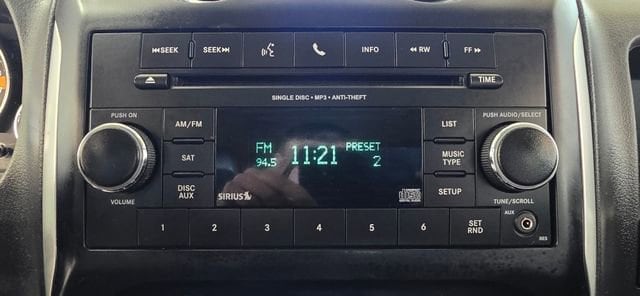 SEEK SEEK INFO RW FF
TIME
SINGLE DISC • MP3 • ANTI-THEFT
PUSH ON
PUSH AUDIO/SELECT
AM/FM
LIST
FM 11:21 PRESET
94.5 2
SAT
MUSIC
TYPE
DISC
AUX
SIRIUS
SETUP
VOLUME
TUNE/SCROLL
1 2 3 4 5 6 SET
RND
AUX